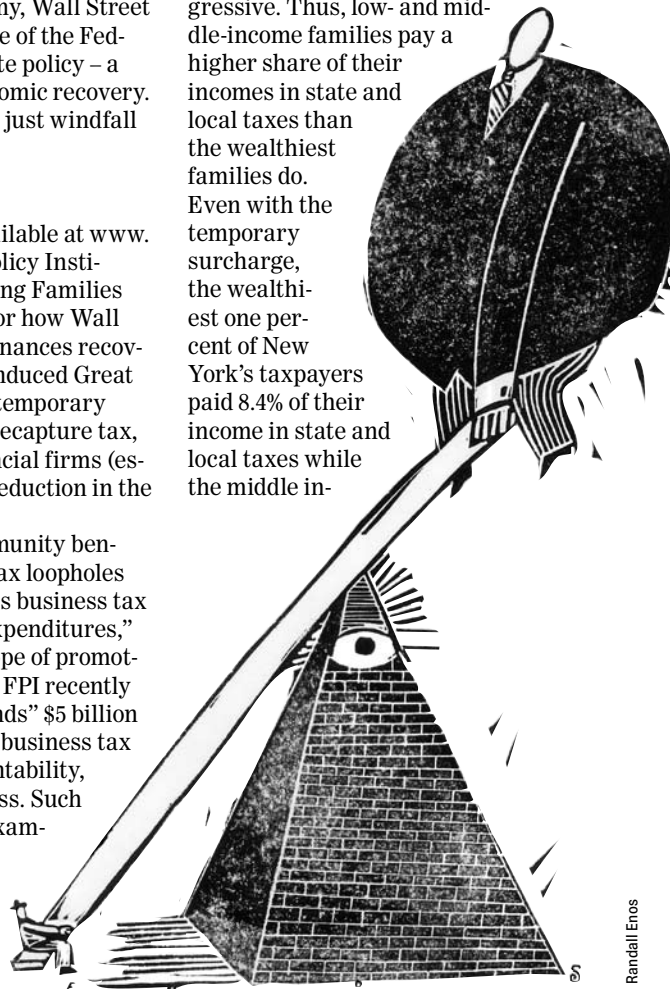 my, Wall Street
e of the Fed-
te policy – a
omic recovery.
just windfall
ilable at www.
olicy Insti-
ng Families
or how Wall
nances recov-
nduced Great
temporary
ecapture tax,
cial firms (es-
eduction in the
munity ben-
ax loopholes
s business tax
xpenditures,”
pe of promot-
FPI recently
nds” $5 billion
business tax
ntability,
ss. Such
xam-
gressive. Thus, low- and mid-
dle-income families pay a
higher share of their
incomes in state and
local taxes than
the wealthiest
families do.
Even with the
temporary
surcharge,
the wealthi-
est one per-
cent of New
York’s taxpayers
paid 8.4% of their
income in state and
local taxes while
the middle in-
Randall Enos